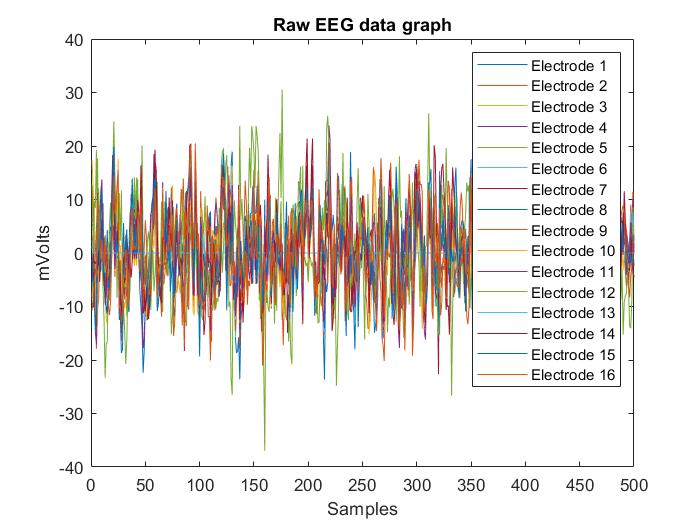 Raw EEG data graph
40
30
20
10
0
-10
-20
-30
-40
mVolts
Electrode 1
Electrode 2
Electrode 3
Electrode 4
Electrode 5
Electrode 6
Electrode 7
Electrode 8
Electrode 9
Electrode 10
Electrode 11
Electrode 12
Electrode 13
Electrode 14
Electrode 15
Electrode 16
0 50 100 150 200 250 300 350 400 450 500
Samples